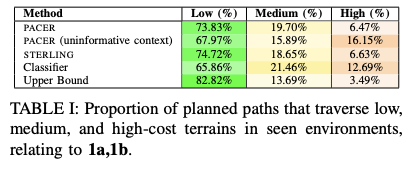 Method Low (%) Medium (%) High (%)
PACER 73.83% 19.70% 6.47%
PACER (uninformative context) 67.97% 15.89% 16.15%
STERLING 74.72% 18.65% 6.63%
Classifier 65.86% 21.46% 12.69%
Upper Bound 82.82% 13.69% 3.49%
TABLE I: Proportion of planned paths that traverse low,
medium, and high-cost terrains in seen environments,
relating to 1a,1b.